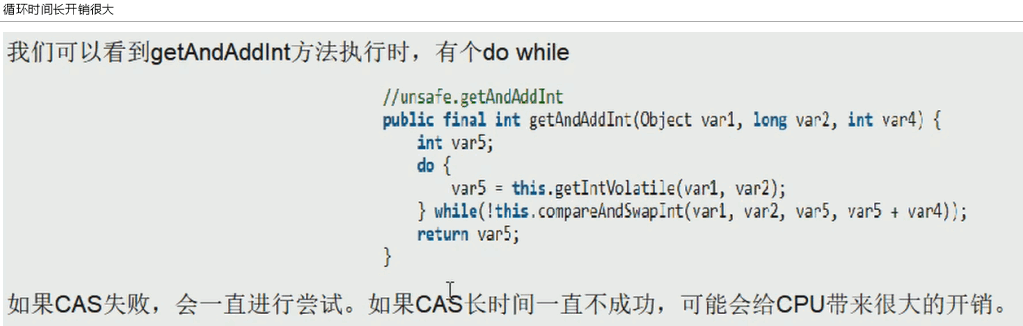 循环时间长开销很大
我们可以看到getAndAddInt方法执行时，有个do while
//unsafe.getAndAddInt
public final int getAndAddInt(Object var1, long var2, int var4) {
int var5;
do {
var5 = this.getIntVolatile(var1, var2);
} while(!this.compareAndSwapInt(var1, var2, var5, var5 + var4));
return var5;
}
如果CAS失败，会一直进行尝试。如果CAS长时间一直不成功，可能会给CPU带来很大的开销。